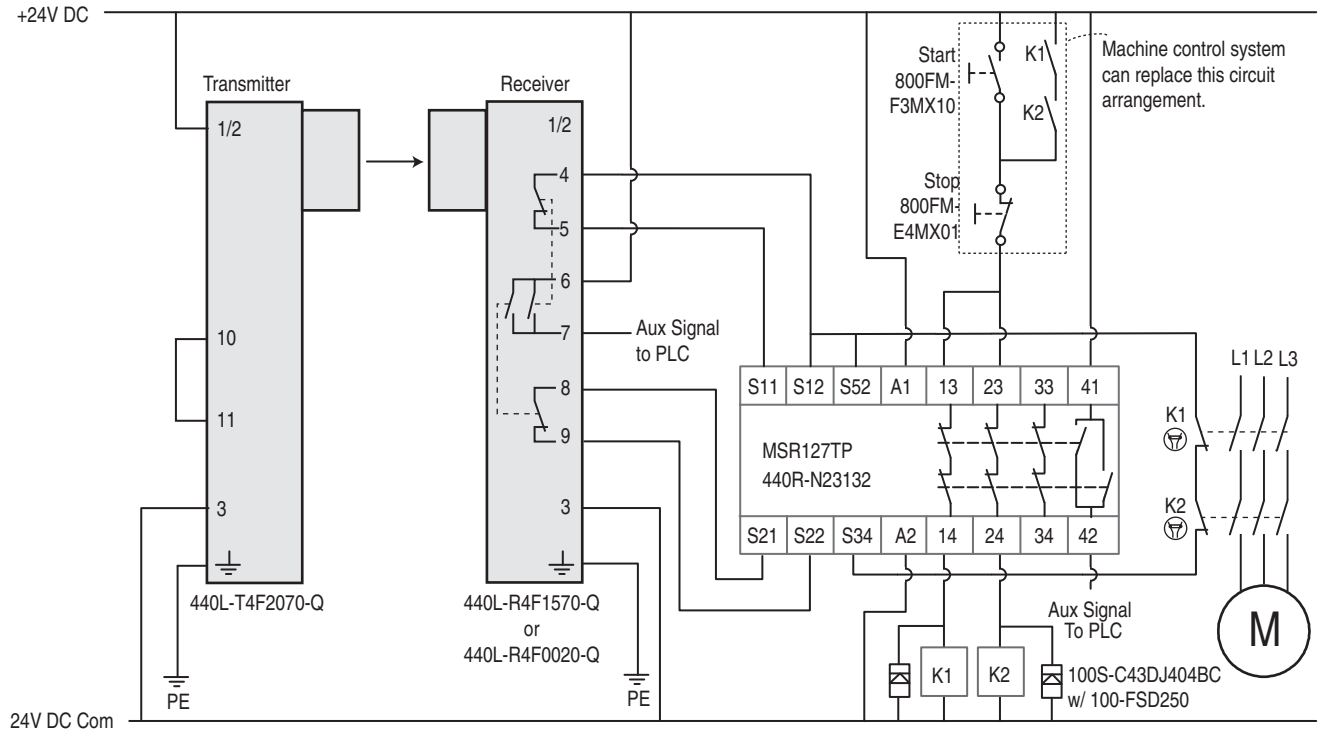 +24V DC
Transmitter
1/2
10
11
3
440L-T4F2070-Q
PE
Receiver
1/2
4
5
6
7
8
9
3
Aux Signal
to PLC
440L-R4F1570-Q
or
440L-R4F0020-Q
PE
Start
800FM-
F3MX10
K1
K2
Stop
800FM-
E4MX01
Machine control system
can replace this circuit
arrangement.
S11 S12 S52 A1 13 23 33 41
MSR127TP
440R-N23132
S21 S22 S34 A2 14 24 34 42
L1 L2 L3
K1
K2
M
Aux Signal
To PLC
K1
K2
100S-C43DJ404BC
w/ 100-FSD250
24V DC Com